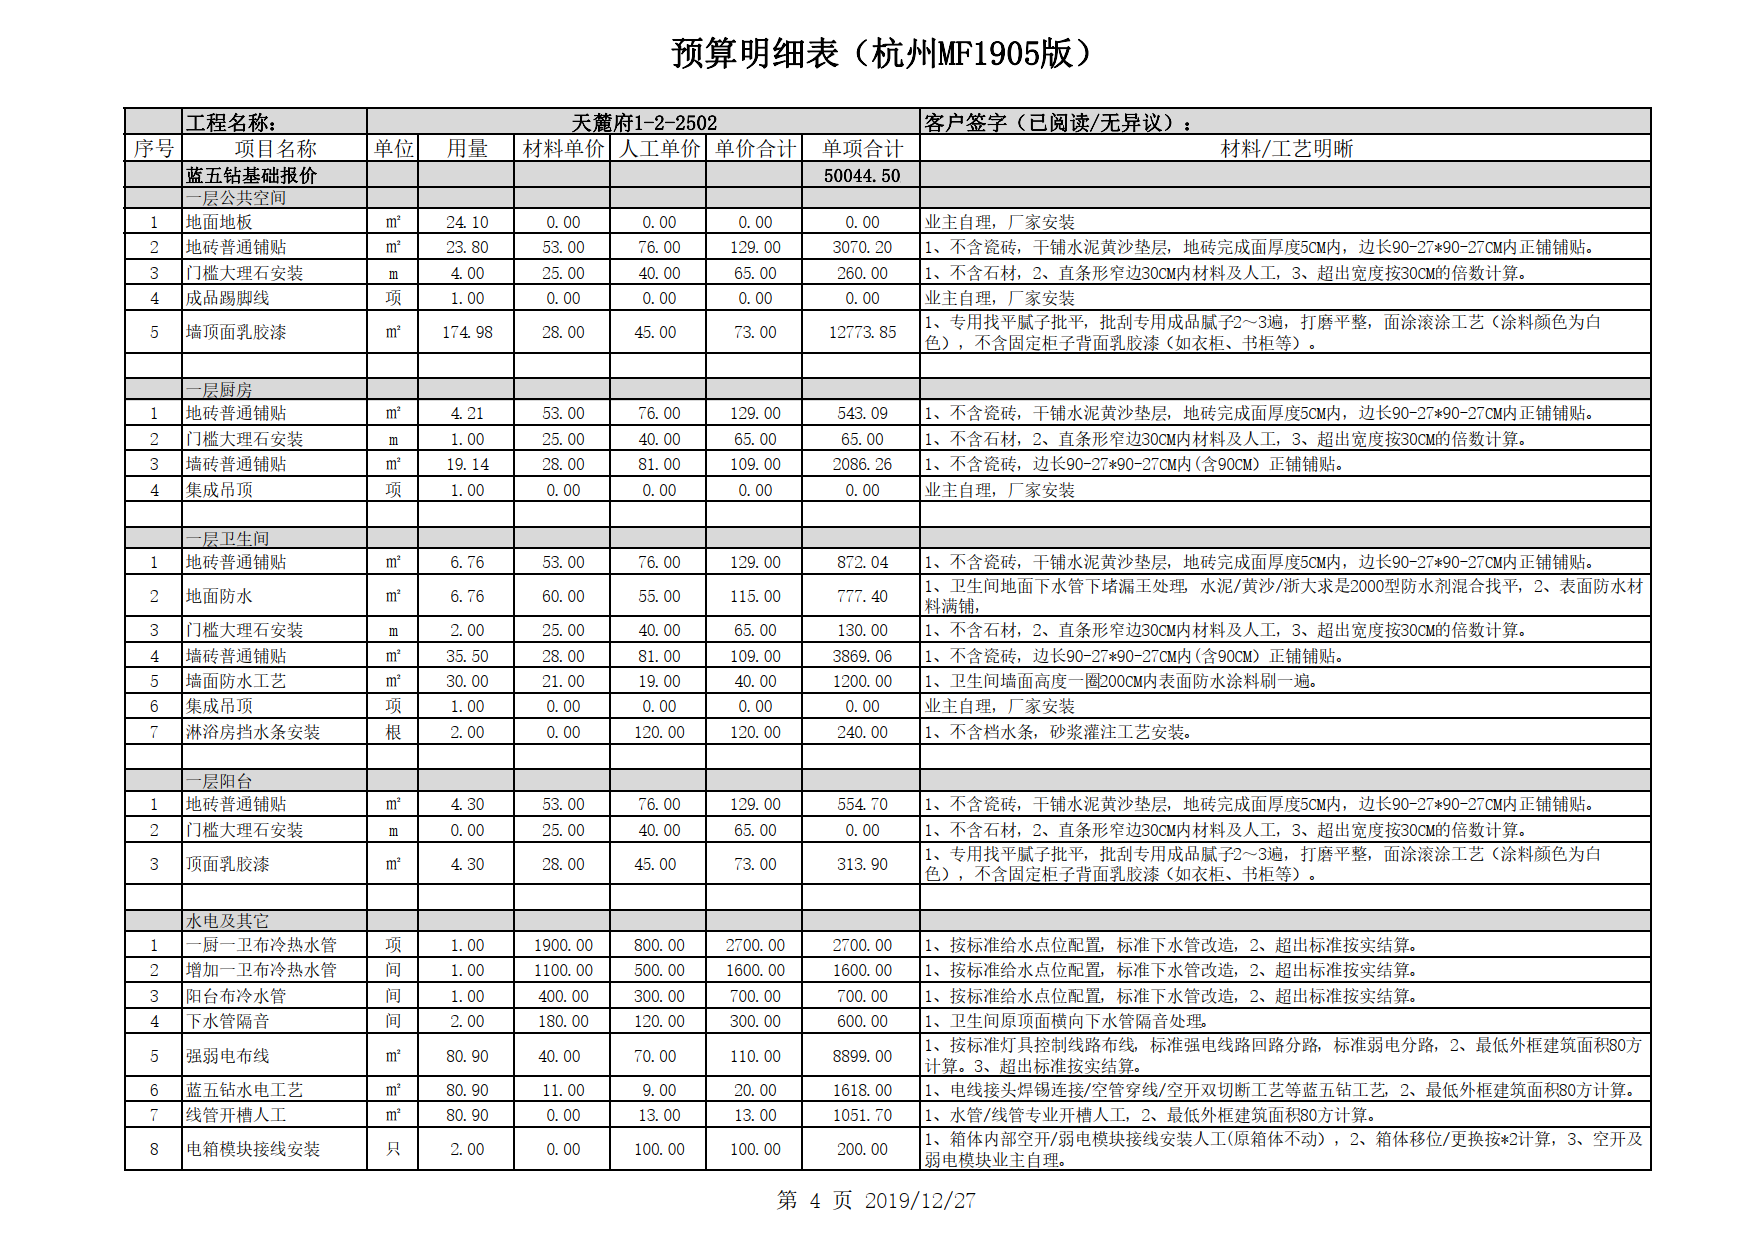 预算明细表（杭州MF1905版）
工程名称： 天麓府1-2-2502 客户签字（已阅读/无异议）：
序号 项目名称 单位 用量 材料单价 人工单价 单价合计 单项合计 材料/工艺明晰
蓝五钻基础报价 50044.50
一层公共空间
1 地面地板 ㎡ 24.10 0.00 0.00 0.00 0.00 业主自理，厂家安装
2 地砖普通铺贴 ㎡ 23.80 53.00 76.00 129.00 3070.20 1、不含瓷砖，干铺水泥黄沙垫层，地砖完成面厚度5CM内，边长90-27*90-27CM内正铺铺贴。
3 门槛大理石安装 m 4.00 25.00 40.00 65.00 260.00 1、不含石材，2、直条形窄边30CM内材料及人工，3、超出宽度按30CM的倍数计算。
4 成品踢脚线 项 1.00 0.00 0.00 0.00 0.00 业主自理，厂家安装
5 墙顶面乳胶漆 ㎡ 174.98 28.00 45.00 73.00 12773.85 1、专用找平腻子批平，批刮专用成品腻子2～3遍，打磨平整，面涂滚涂工艺（涂料颜色为白
色），不含固定柜子背面乳胶漆（如衣柜、书柜等）。
一层厨房
1 地砖普通铺贴 ㎡ 4.21 53.00 76.00 129.00 543.09 1、不含瓷砖，干铺水泥黄沙垫层，地砖完成面厚度5CM内，边长90-27*90-27CM内正铺铺贴。
2 门槛大理石安装 m 1.00 25.00 40.00 65.00 65.00 1、不含石材，2、直条形窄边30CM内材料及人工，3、超出宽度按30CM的倍数计算。
3 墙砖普通铺贴 ㎡ 19.14 28.00 81.00 109.00 2086.26 1、不含瓷砖，边长90-27*90-27CM内(含90CM）正铺铺贴。
4 集成吊顶 项 1.00 0.00 0.00 0.00 0.00 业主自理，厂家安装
一层卫生间
1 地砖普通铺贴 ㎡ 6.76 53.00 76.00 129.00 872.04 1、不含瓷砖，干铺水泥黄沙垫层，地砖完成面厚度5CM内，边长90-27*90-27CM内正铺铺贴。
2 地面防水 ㎡ 6.76 60.00 55.00 115.00 777.40 1、卫生间地面下水管下堵漏王处理，水泥/黄沙/浙大求是2000型防水剂混合找平，2、表面防水材
料满铺，
3 门槛大理石安装 m 2.00 25.00 40.00 65.00 130.00 1、不含石材，2、直条形窄边30CM内材料及人工，3、超出宽度按30CM的倍数计算。
4 墙砖普通铺贴 ㎡ 35.50 28.00 81.00 109.00 3869.06 1、不含瓷砖，边长90-27*90-27CM内(含90CM）正铺铺贴。
5 墙面防水工艺 ㎡ 30.00 21.00 19.00 40.00 1200.00 1、卫生间墙面高度一圈200CM内表面防水涂料刷一遍。
6 集成吊顶 项 1.00 0.00 0.00 0.00 0.00 业主自理，厂家安装
7 淋浴房挡水条安装 根 2.00 0.00 120.00 120.00 240.00 1、不含档水条，砂浆灌注工艺安装。
一层阳台
1 地砖普通铺贴 ㎡ 4.30 53.00 76.00 129.00 554.70 1、不含瓷砖，干铺水泥黄沙垫层，地砖完成面厚度5CM内，边长90-27*90-27CM内正铺铺贴。
2 门槛大理石安装 m 0.00 25.00 40.00 65.00 0.00 1、不含石材，2、直条形窄边30CM内材料及人工，3、超出宽度按30CM的倍数计算。
3 顶面乳胶漆 ㎡ 4.30 28.00 45.00 73.00 313.90 1、专用找平腻子批平，批刮专用成品腻子2～3遍，打磨平整，面涂滚涂工艺（涂料颜色为白
色），不含固定柜子背面乳胶漆（如衣柜、书柜等）。
水电及其它
1 一厨一卫布冷热水管 项 1.00 1900.00 800.00 2700.00 2700.00 1、按标准给水点位配置，标准下水管改造，2、超出标准按实结算。
2 增加一卫布冷热水管 间 1.00 1100.00 500.00 1600.00 1600.00 1、按标准给水点位配置，标准下水管改造，2、超出标准按实结算。
3 阳台布冷水管 间 1.00 400.00 300.00 700.00 700.00 1、按标准给水点位配置，标准下水管改造，2、超出标准按实结算。
4 下水管隔音 间 2.00 180.00 120.00 300.00 600.00 1、卫生间原顶面横向下水管隔音处理。
5 强弱电布线 ㎡ 80.90 40.00 70.00 110.00 8899.00 1、按标准灯具控制线路布线，标准强电线路回路分路，标准弱电分路，2、最低外框建筑面积80方
计算。3、超出标准按实结算。
6 蓝五钻水电工艺 ㎡ 80.90 11.00 9.00 20.00 1618.00 1、电线接头焊锡连接/空管穿线/空开双切断工艺等蓝五钻工艺，2、最低外框建筑面积80方计算。
7 线管开槽人工 ㎡ 80.90 0.00 13.00 13.00 1051.70 1、水管/线管专业开槽人工，2、最低外框建筑面积80方计算。
8 电箱模块接线安装 只 2.00 0.00 100.00 100.00 200.00 1、箱体内部空开/弱电模块接线安装人工(原箱体不动），2、箱体移位/更换按*2计算，3、空开及
弱电模块业主自理。
第 4 页 2019/12/27